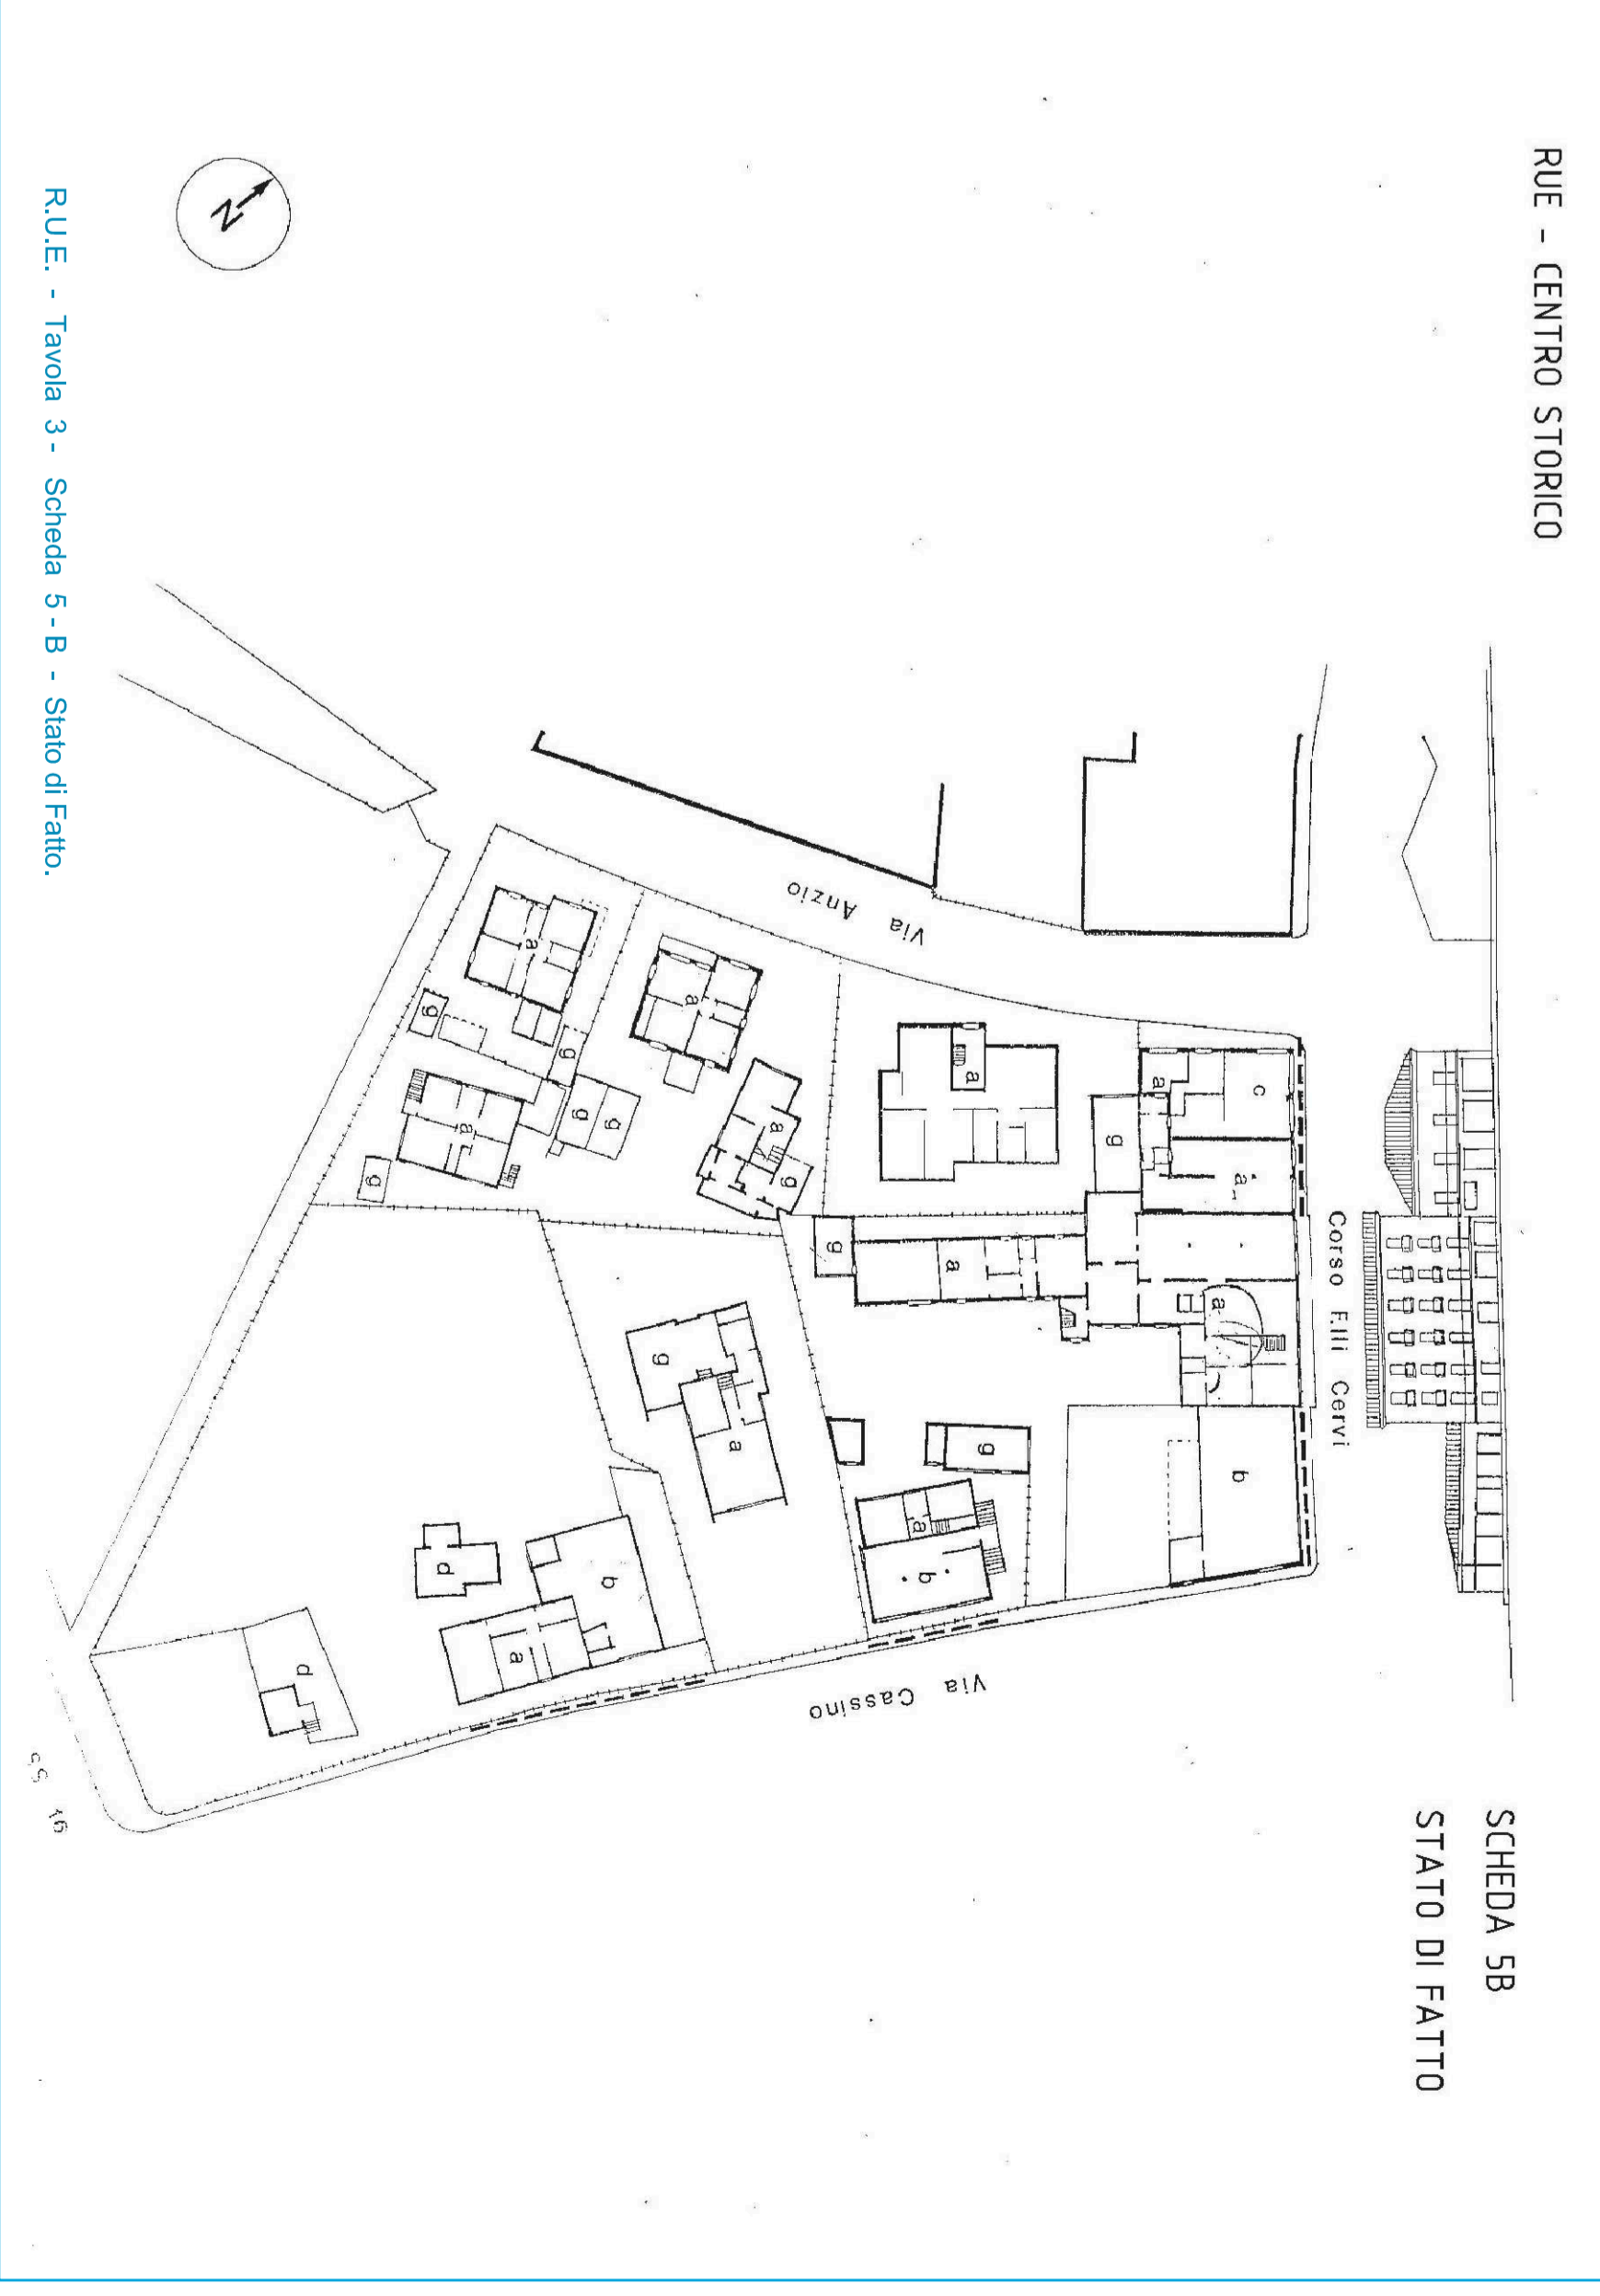 RUE - CENTRO STORICO
SCHEDA 5B
STATO DI FATTO
Corso F.lli Cervi
Via Anzio
Via Cassino
c
a
a
g
a
a
b
a
g
g
a
b
a
g
a
a
g
g
g
g
a
g
a
g
g
a
b
a
d
d
N
16
R.U.E. - Tavola 3 - Scheda 5 - B - Stato di Fatto.